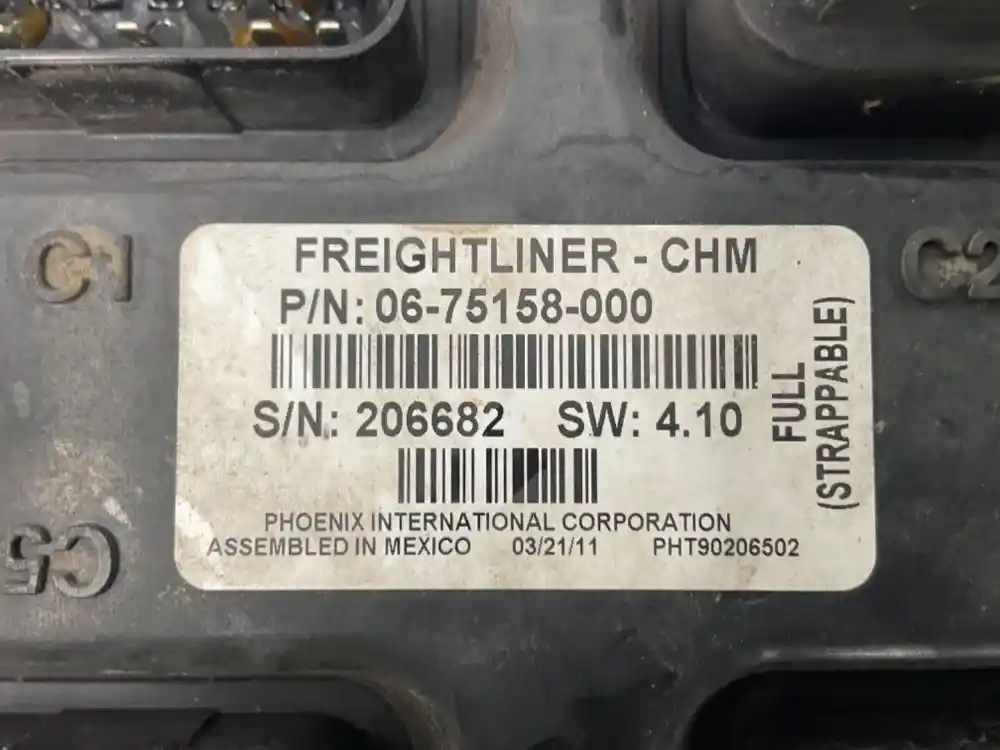 C1
C2
FREIGHTLINER - CHM
P/N: 06-75158-000
S/N: 206682 SW: 4.10
FULL
(STRAPPABLE)
PHOENIX INTERNATIONAL CORPORATION
ASSEMBLED IN MEXICO 03/21/11 PHT90206502
C5